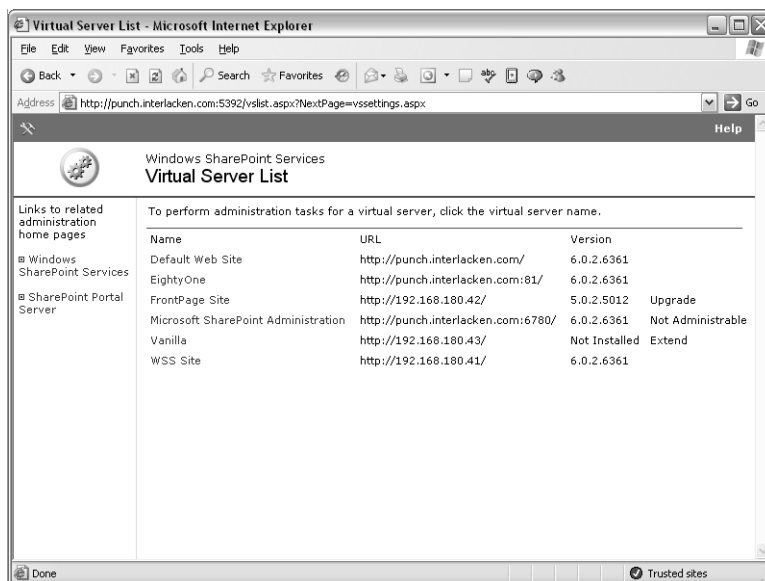 Virtual Server List - Microsoft Internet Explorer
File Edit View Favorites Tools Help
Back Search Favorites
Address http://punch.interlacken.com:5392/vslist.aspx?NextPage=vssettings.aspx Go
Help
Windows SharePoint Services
Virtual Server List
Links to related
administration
home pages
Windows
SharePoint Services
SharePoint Portal
Server
To perform administration tasks for a virtual server, click the virtual server name.
Name URL Version
Default Web Site http://punch.interlacken.com/ 6.0.2.6361
EightyOne http://punch.interlacken.com:81/ 6.0.2.6361
FrontPage Site http://192.168.180.42/ 5.0.2.5012 Upgrade
Microsoft SharePoint Administration http://punch.interlacken.com:6780/ 6.0.2.6361 Not Administrable
Vanilla http://192.168.180.43/ Not Installed Extend
WSS Site http://192.168.180.41/ 6.0.2.6361
Done Trusted sites